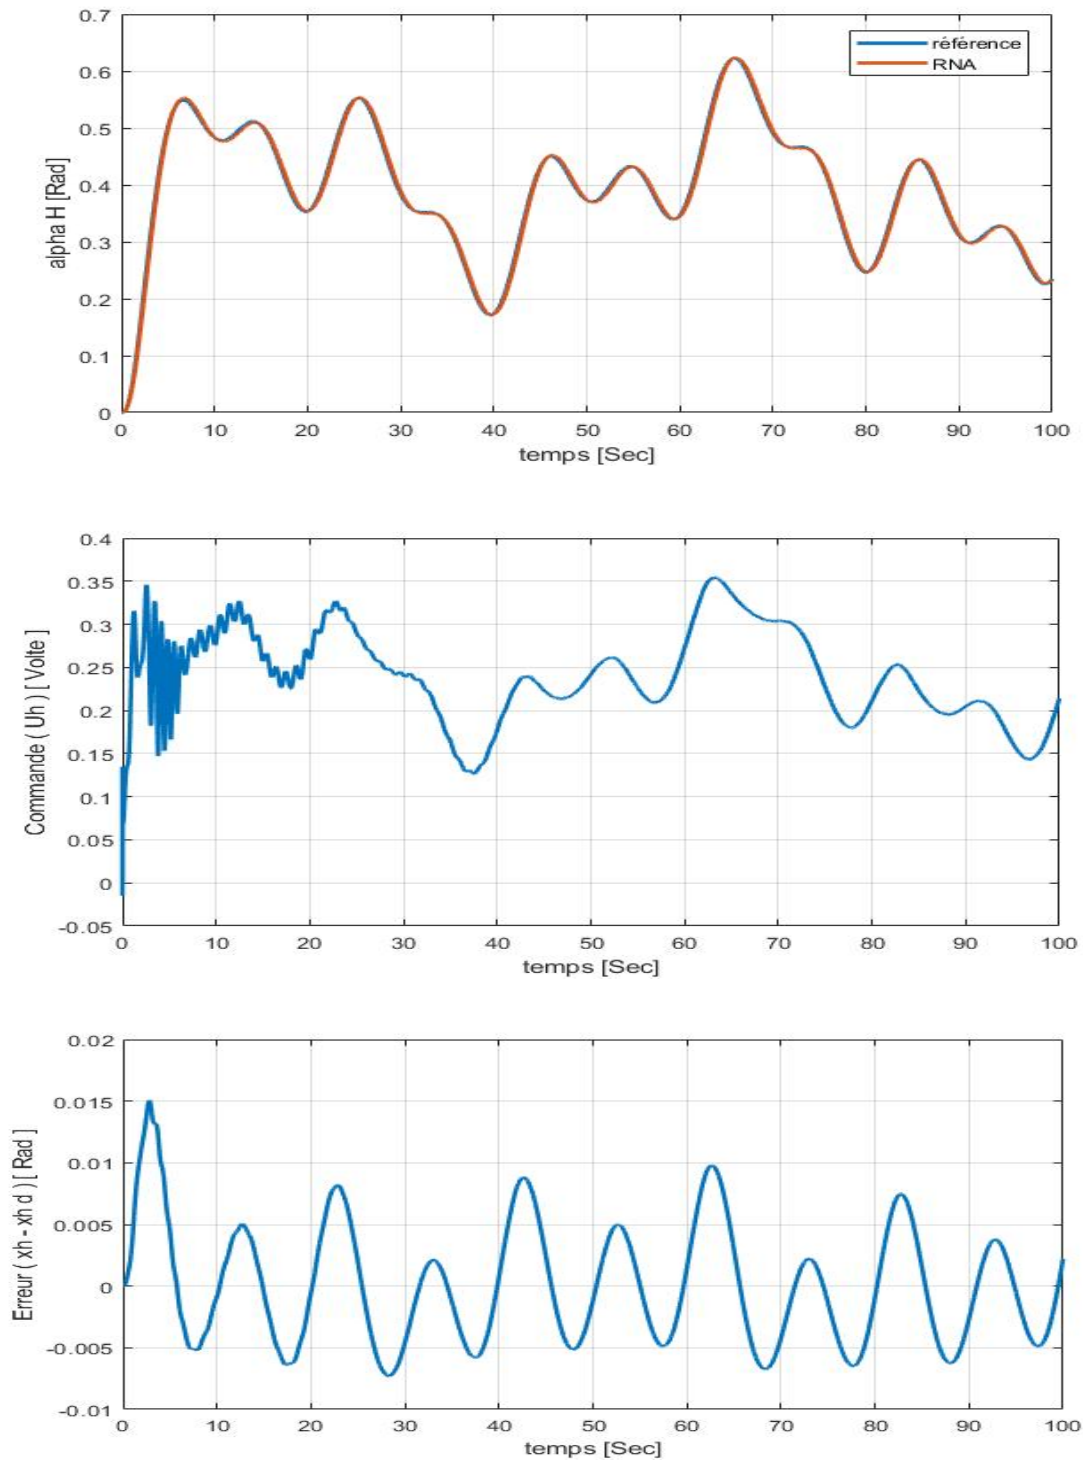 0.7
0.6
0.5
0.4
0.3
0.2
0.1
0
alpha H [Rad]
référence
RNA
0 10 20 30 40 50 60 70 80 90 100
temps [Sec]
0.4
0.35
0.3
0.25
0.2
0.15
0.1
0.05
0
-0.05
Commande ( Uh ) [ Volte ]
0 10 20 30 40 50 60 70 80 90 100
temps [Sec]
0.02
0.015
0.01
0.005
0
-0.005
-0.01
Erreur ( xh - xh d ) [ Rad ]
0 10 20 30 40 50 60 70 80 90 100
temps [Sec]